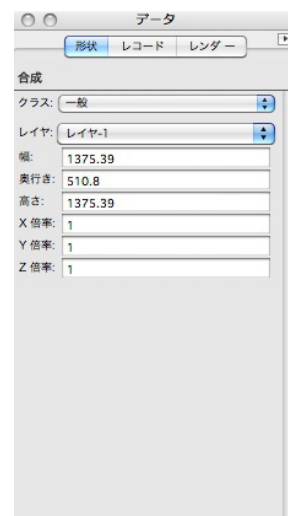 データ
形状 レコード レンダー
合成
クラス: 一般
レイヤ: レイヤ-1
幅: 1375.39
奥行き: 510.8
高さ: 1375.39
X 倍率: 1
Y 倍率: 1
Z 倍率: 1